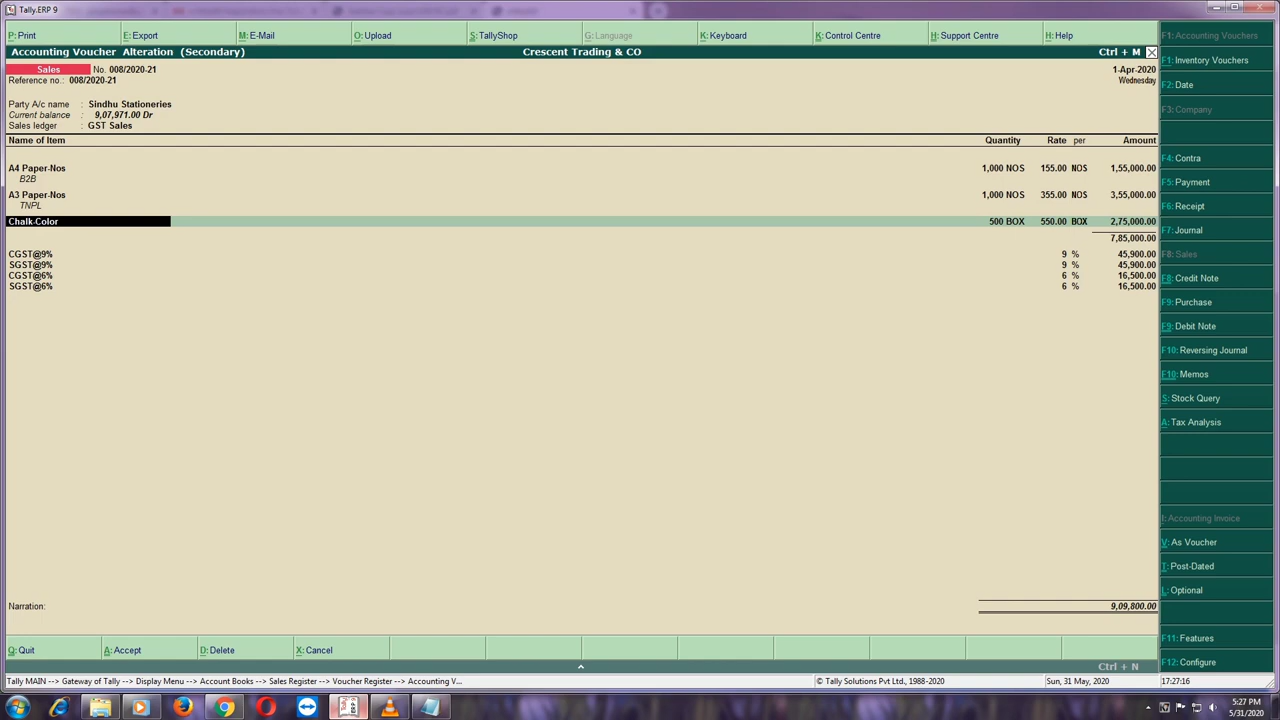 Tally.ERP 9
P: Print E: Export M: E-Mail O: Upload S: TallyShop G: Language K: Keyboard K: Control Centre H: Support Centre H: Help
Accounting Voucher Alteration (Secondary) Crescent Trading & CO Ctrl + M
Sales No. 008/2020-21 1-Apr-2020
Reference no.: 008/2020-21 Wednesday
Party A/c name : Sindhu Stationeries
Current balance : 9,07,971.00 Dr
Sales ledger : GST Sales
Name of Item Quantity Rate per Amount
A4 Paper-Nos 1,000 NOS 155.00 NOS 1,55,000.00
B2B
A3 Paper-Nos 1,000 NOS 355.00 NOS 3,55,000.00
TNPL
Chalk-Color 500 BOX 550.00 BOX 2,75,000.00
7,85,000.00
CGST@9% 9 % 45,900.00
SGST@9% 9 % 45,900.00
CGST@6% 6 % 16,500.00
SGST@6% 6 % 16,500.00
Narration: 9,09,800.00
Q: Quit A: Accept D: Delete X: Cancel
Ctrl + N
Tally MAIN --> Gateway of Tally --> Display Menu --> Account Books --> Sales Register --> Voucher Register --> Accounting V... © Tally Solutions Pvt Ltd., 1988-2020 Sun, 31 May, 2020 17:27:16
F1: Accounting Vouchers
F1: Inventory Vouchers
F2: Date
F3: Company
F4: Contra
F5: Payment
F6: Receipt
F7: Journal
F8: Sales
F8: Credit Note
F9: Purchase
F9: Debit Note
F10: Reversing Journal
F10: Memos
S: Stock Query
A: Tax Analysis
I: Accounting Invoice
V: As Voucher
T: Post-Dated
L: Optional
F11: Features
F12: Configure
5:27 PM
5/31/2020